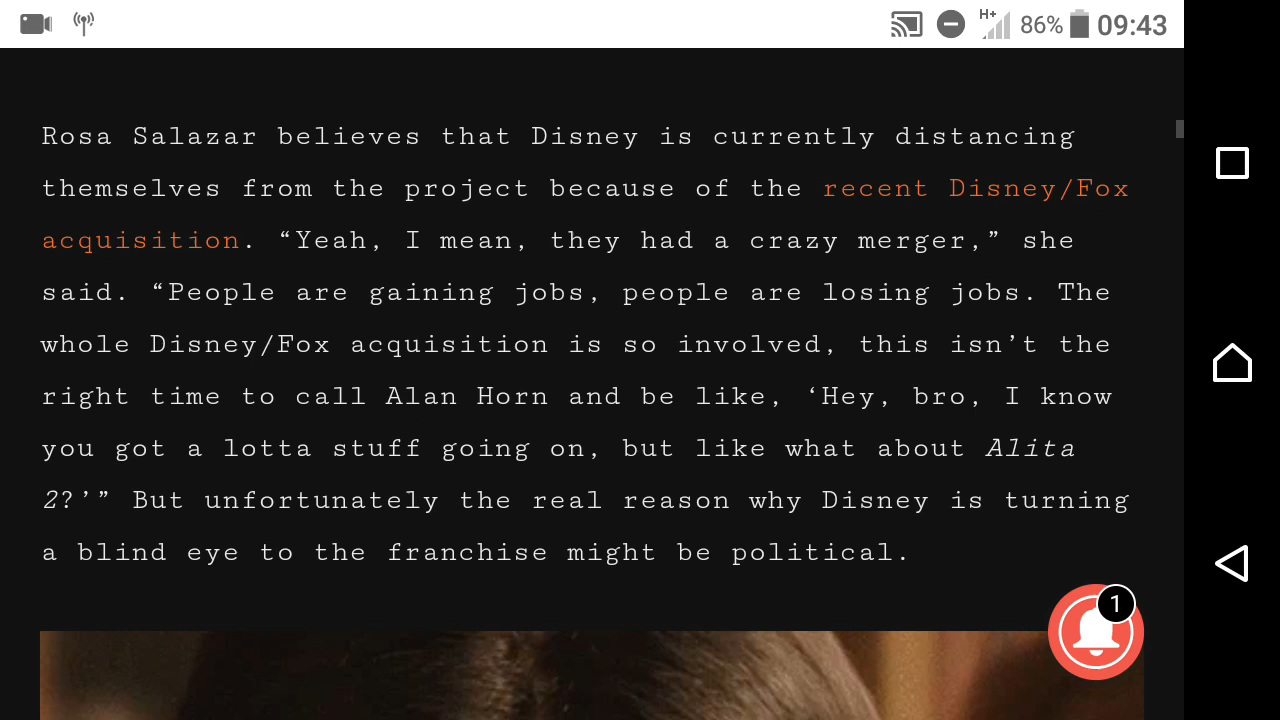 H+ 86% 09:43
Rosa Salazar believes that Disney is currently distancing
themselves from the project because of the recent Disney/Fox
acquisition. “Yeah, I mean, they had a crazy merger,” she
said. “People are gaining jobs, people are losing jobs. The
whole Disney/Fox acquisition is so involved, this isn’t the
right time to call Alan Horn and be like, ‘Hey, bro, I know
you got a lotta stuff going on, but like what about Alita
2?’” But unfortunately the real reason why Disney is turning
a blind eye to the franchise might be political.
1